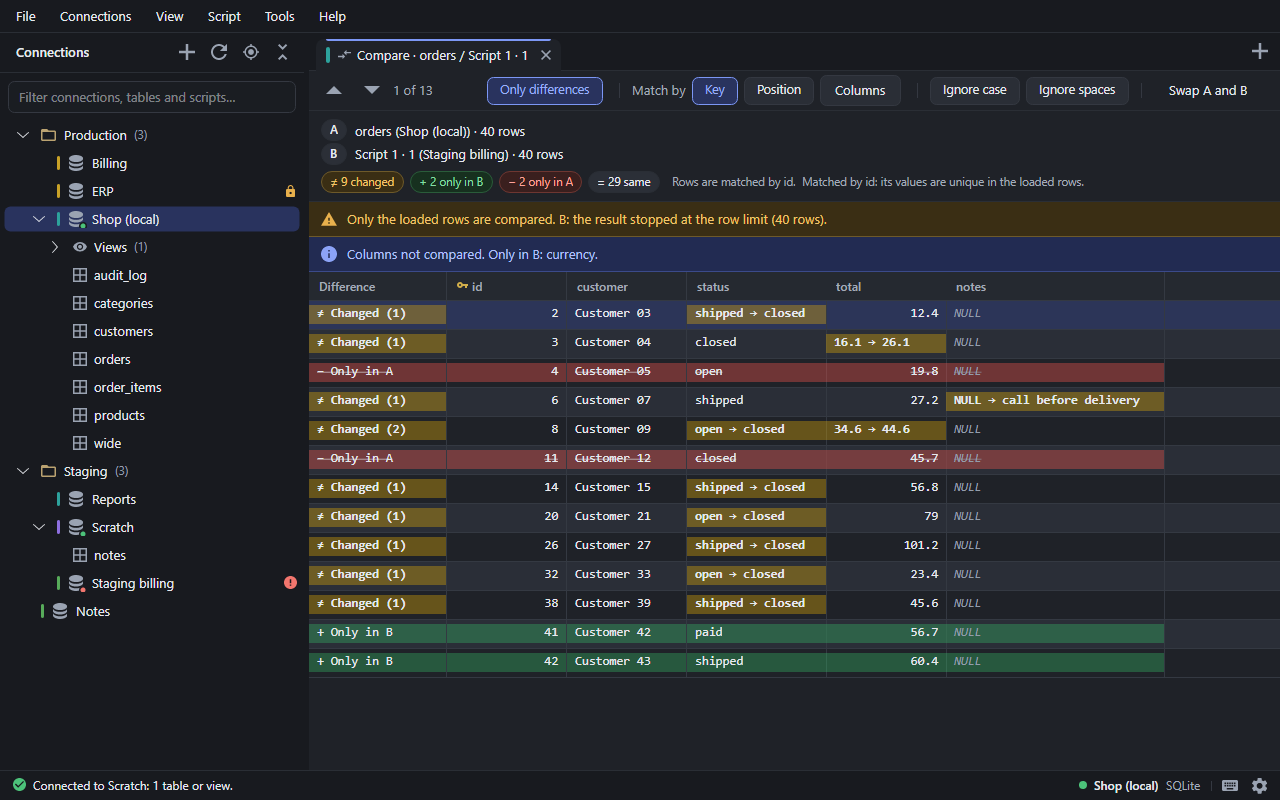 File Connections View Script Tools Help
Connections
Compare · orders / Script 1 · 1
Filter connections, tables and scripts...
1 of 13 Only differences Match by Key Position Columns Ignore case Ignore spaces Swap A and B
Production (3)
Billing
ERP
Shop (local)
Views (1)
audit_log
categories
customers
orders
order_items
products
wide
Staging (3)
Reports
Scratch
notes
Staging billing
Notes
A orders (Shop (local)) · 40 rows
B Script 1 · 1 (Staging billing) · 40 rows
≠ 9 changed + 2 only in B − 2 only in A = 29 same Rows are matched by id. Matched by id: its values are unique in the loaded rows.
Only the loaded rows are compared. B: the result stopped at the row limit (40 rows).
Columns not compared. Only in B: currency.
Difference id customer status total notes
≠ Changed (1) 2 Customer 03 shipped → closed 12.4 NULL
≠ Changed (1) 3 Customer 04 closed 16.1 → 26.1 NULL
− Only in A 4 Customer 05 open 19.8 NULL
≠ Changed (1) 6 Customer 07 shipped 27.2 NULL → call before delivery
≠ Changed (2) 8 Customer 09 open → closed 34.6 → 44.6 NULL
− Only in A 11 Customer 12 closed 45.7 NULL
≠ Changed (1) 14 Customer 15 shipped → closed 56.8 NULL
≠ Changed (1) 20 Customer 21 open → closed 79 NULL
≠ Changed (1) 26 Customer 27 shipped → closed 101.2 NULL
≠ Changed (1) 32 Customer 33 open → closed 23.4 NULL
≠ Changed (1) 38 Customer 39 shipped → closed 45.6 NULL
+ Only in B 41 Customer 42 paid 56.7 NULL
+ Only in B 42 Customer 43 shipped 60.4 NULL
Connected to Scratch: 1 table or view.
Shop (local) SQLite